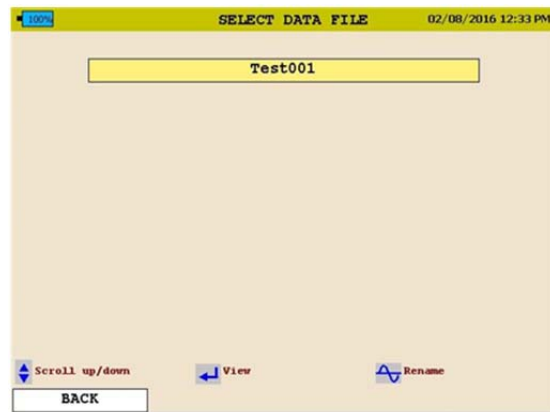 100% SELECT DATA FILE 02/08/2016 12:33 PM
Test001
Scroll up/down View Rename
BACK